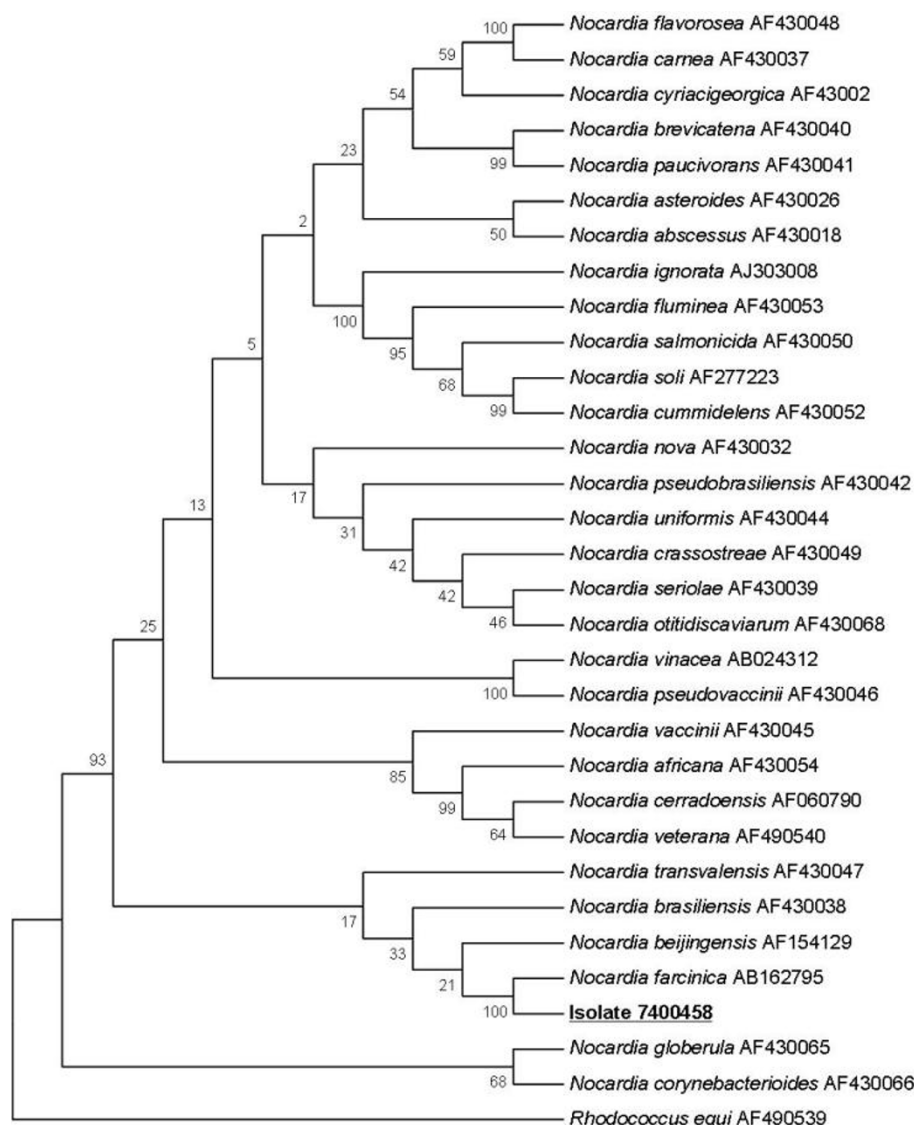 100
Nocardia flavorosea AF430048
59
Nocardia carnea AF430037
54
Nocardia cyriacigeorgica AF43002
23
Nocardia brevicatena AF430040
99
Nocardia paucivorans AF430041
Nocardia asteroides AF430026
2
50
Nocardia abscessus AF430018
Nocardia ignorata AJ303008
100
Nocardia fluminea AF430053
5
95
Nocardia salmonicida AF430050
68
Nocardia soli AF277223
99
Nocardia cummidelens AF430052
Nocardia nova AF430032
17
Nocardia pseudobrasiliensis AF430042
13
31
Nocardia uniformis AF430044
42
Nocardia crassostreae AF430049
42
Nocardia seriolae AF430039
25
46
Nocardia otitidiscaviarum AF430068
Nocardia vinacea AB024312
100
Nocardia pseudovaccinii AF430046
Nocardia vaccinii AF430045
93
85
Nocardia africana AF430054
99
Nocardia cerradoensis AF060790
64
Nocardia veterana AF490540
Nocardia transvalensis AF430047
17
Nocardia brasiliensis AF430038
33
Nocardia beijingensis AF154129
21
Nocardia farcinica AB162795
100
Isolate 7400458
Nocardia globerula AF430065
68
Nocardia corynebacterioides AF430066
Rhodococcus equi AF490539